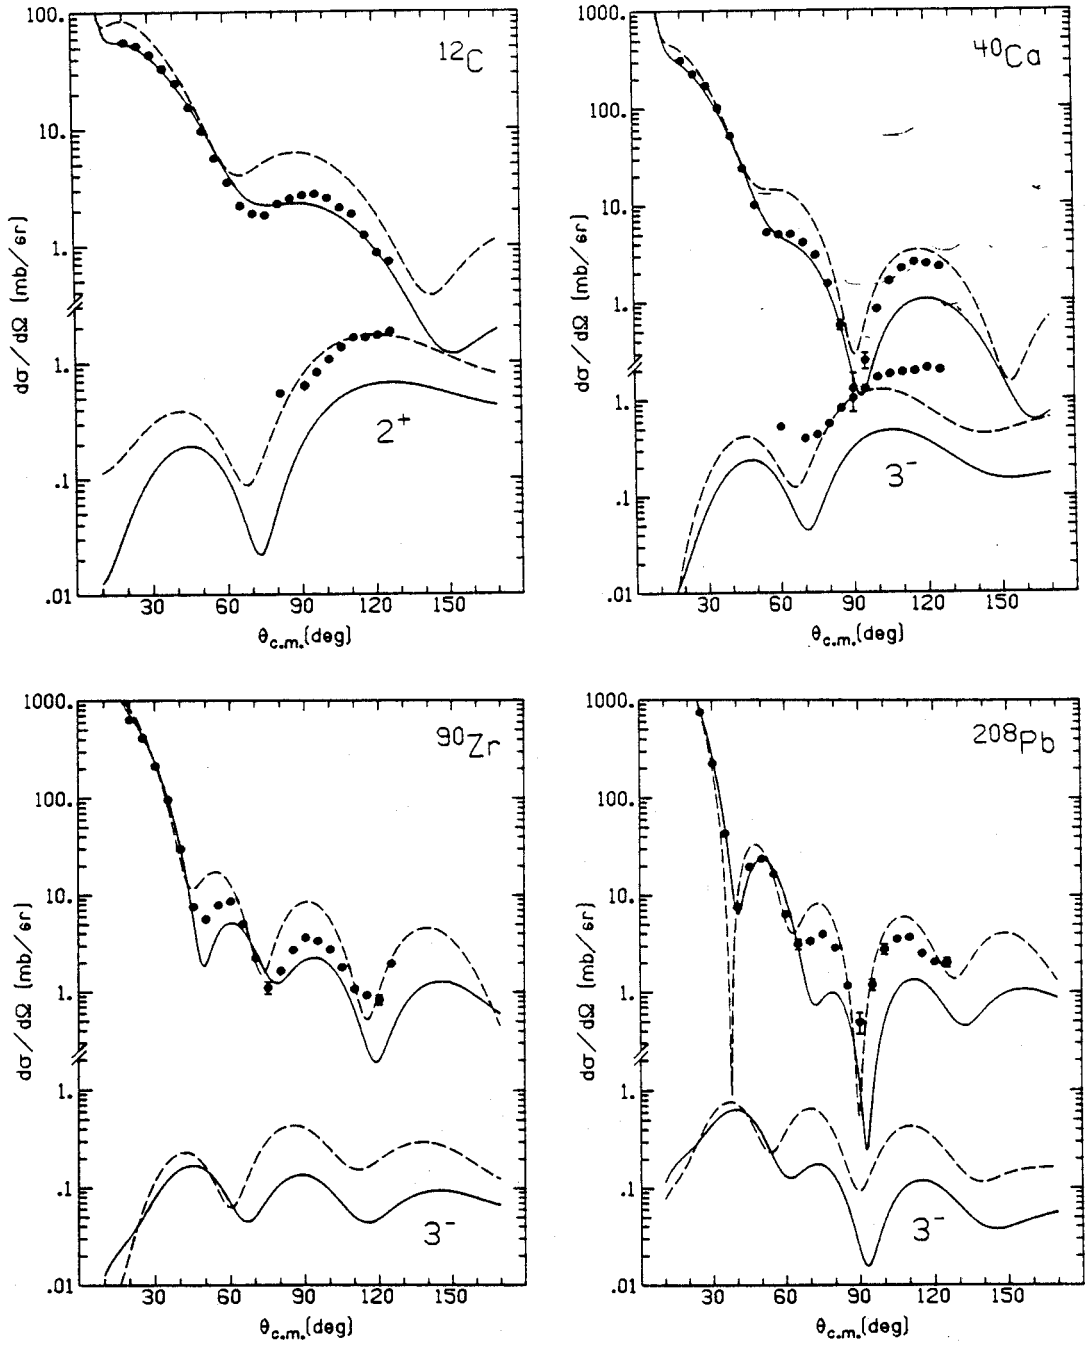 100.
10.
1.
1.
.1
.01
30 60 90 120 150
dσ/dΩ (mb/sr)
θc.m.(deg)
12C
2+
1000.
100.
10.
1.
1.
.1
.01
30 60 90 120 150
dσ/dΩ (mb/sr)
θc.m.(deg)
40Ca
3-
1000.
100.
10.
1.
1.
.1
.01
30 60 90 120 150
dσ/dΩ (mb/sr)
θc.m.(deg)
90Zr
3-
1000.
100.
10.
1.
1.
.1
.01
30 60 90 120 150
dσ/dΩ (mb/sr)
θc.m.(deg)
208Pb
3-